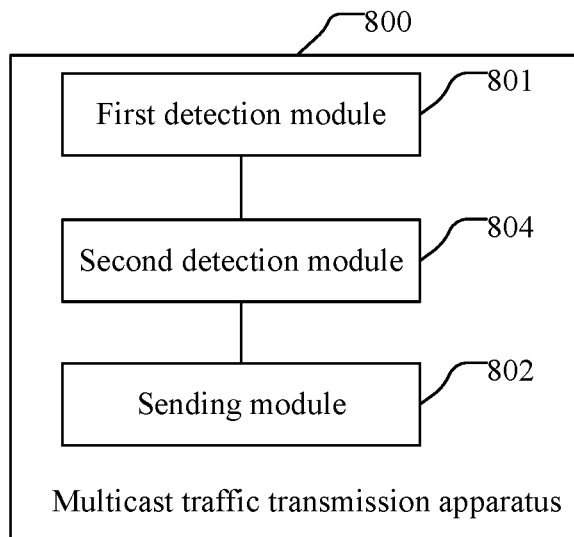 800
First detection module
801
Second detection module
804
Sending module
802
Multicast traffic transmission apparatus